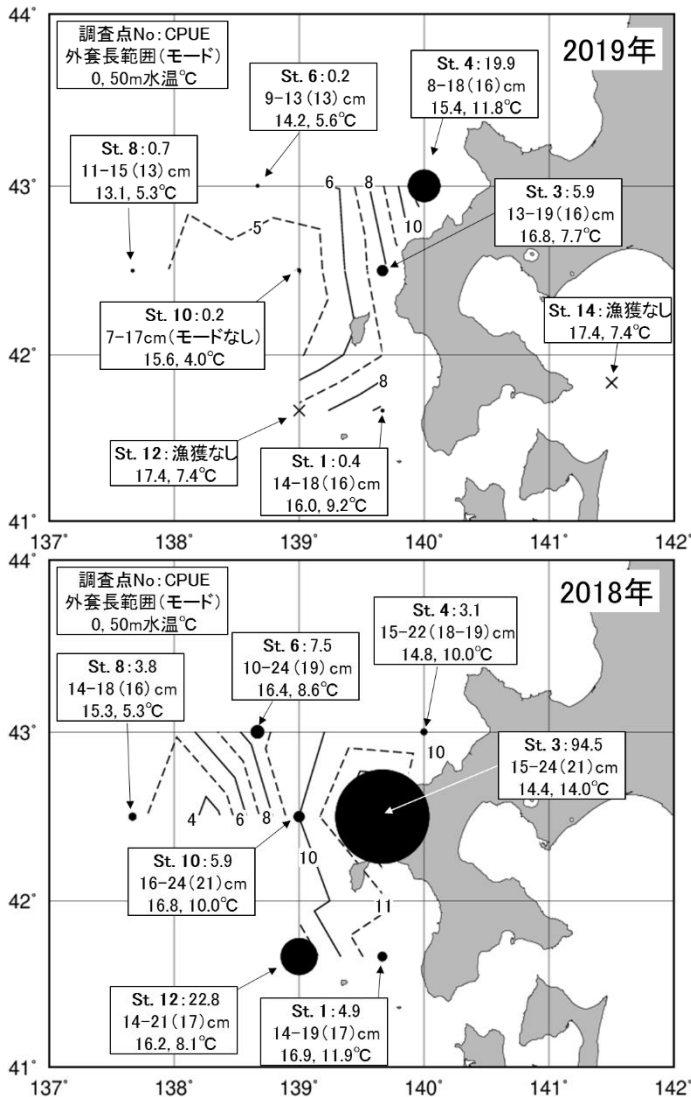 44°
調査点No:CPUE
外套長範囲(モード)
0, 50m水温℃
2019年
St. 6:0.2
9-13(13)cm
14.2, 5.6℃
St. 4:19.9
8-18(16)cm
15.4, 11.8℃
St. 8:0.7
11-15(13)cm
13.1, 5.3℃
43°
6
8
10
5
St. 3:5.9
13-19(16)cm
16.8, 7.7℃
St. 10:0.2
7-17cm(モードなし)
15.6, 4.0℃
St. 14:漁獲なし
17.4, 7.4℃
42°
8
St. 12:漁獲なし
17.4, 7.4℃
St. 1:0.4
14-18(16)cm
16.0, 9.2℃
41°
137° 138° 139° 140° 141° 142°
44°
調査点No:CPUE
外套長範囲(モード)
0, 50m水温℃
2018年
St. 4:3.1
15-22(18-19)cm
14.8, 10.0℃
St. 6:7.5
10-24(19)cm
16.4, 8.6℃
St. 8:3.8
14-18(16)cm
15.3, 5.3℃
43°
10
St. 3:94.5
15-24(21)cm
14.4, 14.0℃
4
6
8
St. 10:5.9
16-24(21)cm
16.8, 10.0℃
10
42°
11
St. 12:22.8
14-21(17)cm
16.2, 8.1℃
St. 1:4.9
14-19(17)cm
16.9, 11.9℃
41°
137° 138° 139° 140° 141° 142°